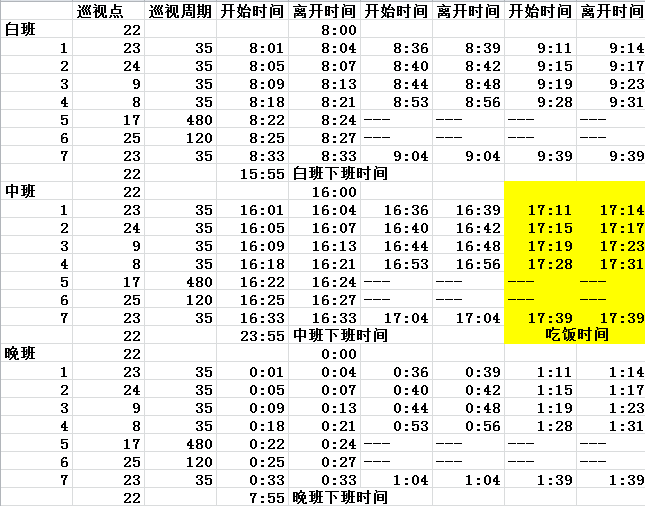 巡视点 巡视周期 开始时间 离开时间 开始时间 离开时间 开始时间 离开时间
白班 22 8:00
1 23 35 8:01 8:04 8:36 8:39 9:11 9:14
2 24 35 8:05 8:07 8:40 8:42 9:15 9:17
3 9 35 8:09 8:13 8:44 8:48 9:19 9:23
4 8 35 8:18 8:21 8:53 8:56 9:28 9:31
5 17 480 8:22 8:24 --- --- --- ---
6 25 120 8:25 8:27 --- --- --- ---
7 23 35 8:33 8:33 9:04 9:04 9:39 9:39
22 15:55 白班下班时间
中班 22 16:00
1 23 35 16:01 16:04 16:36 16:39 17:11 17:14
2 24 35 16:05 16:07 16:40 16:42 17:15 17:17
3 9 35 16:09 16:13 16:44 16:48 17:19 17:23
4 8 35 16:18 16:21 16:53 16:56 17:28 17:31
5 17 480 16:22 16:24 --- --- --- ---
6 25 120 16:25 16:27 --- --- --- ---
7 23 35 16:33 16:33 17:04 17:04 17:39 17:39
22 23:55 中班下班时间 吃饭时间
晚班 22 0:00
1 23 35 0:01 0:04 0:36 0:39 1:11 1:14
2 24 35 0:05 0:07 0:40 0:42 1:15 1:17
3 9 35 0:09 0:13 0:44 0:48 1:19 1:23
4 8 35 0:18 0:21 0:53 0:56 1:28 1:31
5 17 480 0:22 0:24 --- --- --- ---
6 25 120 0:25 0:27 --- --- --- ---
7 23 35 0:33 0:33 1:04 1:04 1:39 1:39
22 7:55 晚班下班时间